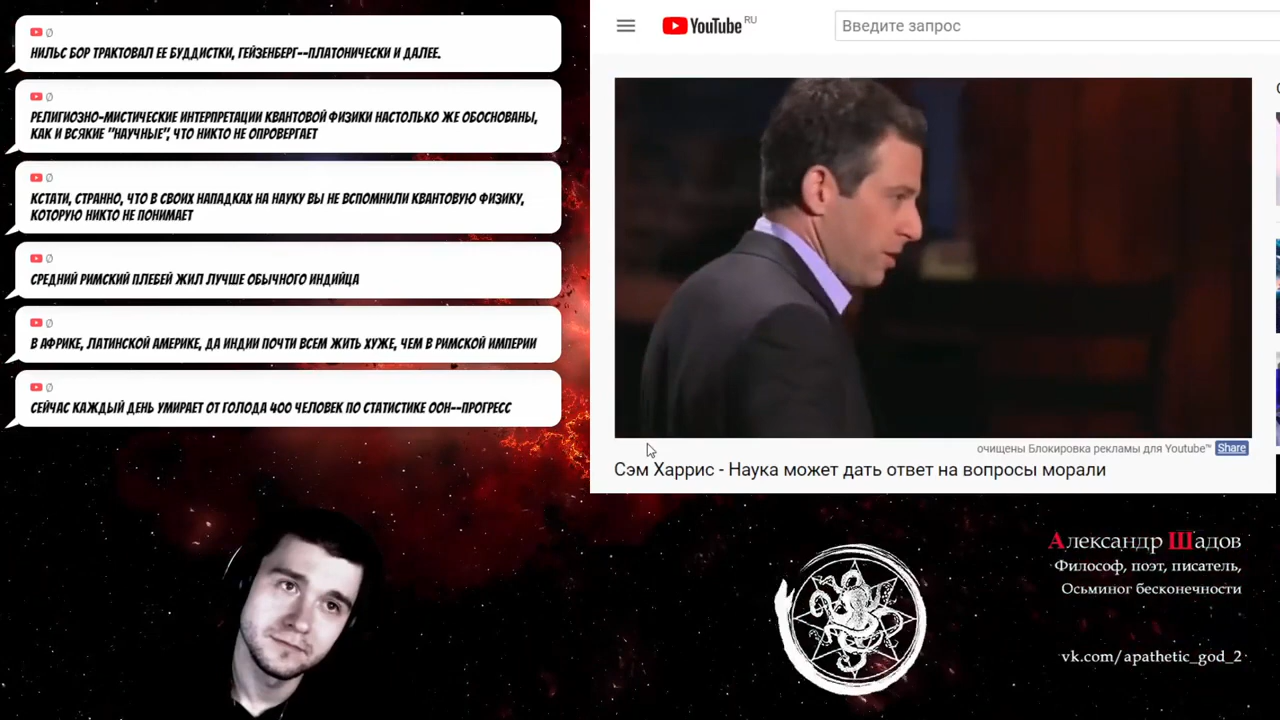 Ø
НИЛЬС БОР ТРАКТОВАЛ ЕЕ БУДДИСТКИ, ГЕЙЗЕНБЕРГ--ПЛАТОНИЧЕСКИ И ДАЛЕЕ.
Ø
РЕЛИГИОЗНО-МИСТИЧЕСКИЕ ИНТЕРПРЕТАЦИИ КВАНТОВОЙ ФИЗИКИ НАСТОЛЬКО ЖЕ ОБОСНОВАНЫ,
КАК И ВСЯКИЕ "НАУЧНЫЕ", ЧТО НИКТО НЕ ОПРОВЕРГАЕТ
Ø
КСТАТИ, СТРАННО, ЧТО В СВОИХ НАПАДКАХ НА НАУКУ ВЫ НЕ ВСПОМНИЛИ КВАНТОВУЮ ФИЗИКУ,
КОТОРУЮ НИКТО НЕ ПОНИМАЕТ
Ø
СРЕДНИЙ РИМСКИЙ ПЛЕБЕЙ ЖИЛ ЛУЧШЕ ОБЫЧНОГО ИНДИЙЦА
Ø
В АФРИКЕ, ЛАТИНСКОЙ АМЕРИКЕ, ДА ИНДИИ ПОЧТИ ВСЕМ ЖИТЬ ХУЖЕ, ЧЕМ В РИМСКОЙ ИМПЕРИИ
Ø
СЕЙЧАС КАЖДЫЙ ДЕНЬ УМИРАЕТ ОТ ГОЛОДА 400 ЧЕЛОВЕК ПО СТАТИСТИКЕ ООН--ПРОГРЕСС
YouTube RU
Введите запрос
очищены Блокировка рекламы для Youtube™ Share
Сэм Харрис - Наука может дать ответ на вопросы морали
Александр Шадов
Философ, поэт, писатель,
Осьминог бесконечности
vk.com/apathetic_god_2